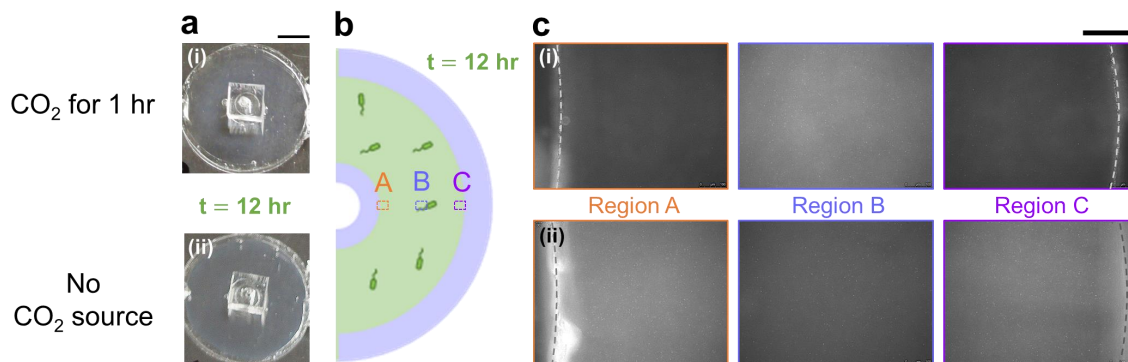 a
b
c
(i)
t = 12 hr
(i)
CO₂ for 1 hr
A
B
C
t = 12 hr
Region A
Region B
Region C
(ii)
(ii)
No
CO₂ source